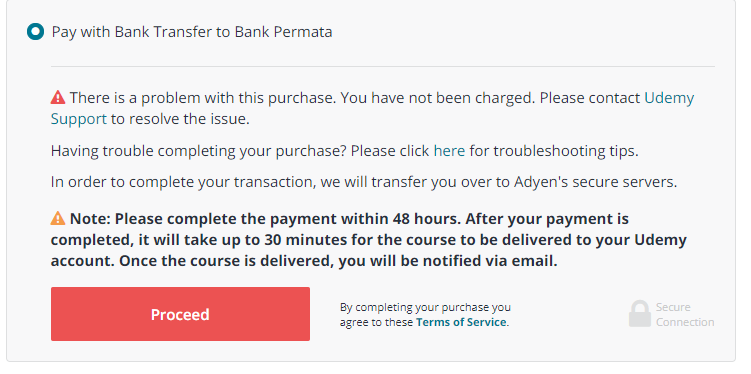 Pay with Bank Transfer to Bank Permata
There is a problem with this purchase. You have not been charged. Please contact Udemy
Support to resolve the issue.
Having trouble completing your purchase? Please click here for troubleshooting tips.
In order to complete your transaction, we will transfer you over to Adyen's secure servers.
Note: Please complete the payment within 48 hours. After your payment is
completed, it will take up to 30 minutes for the course to be delivered to your Udemy
account. Once the course is delivered, you will be notified via email.
Proceed
By completing your purchase you
agree to these Terms of Service.
Secure
Connection